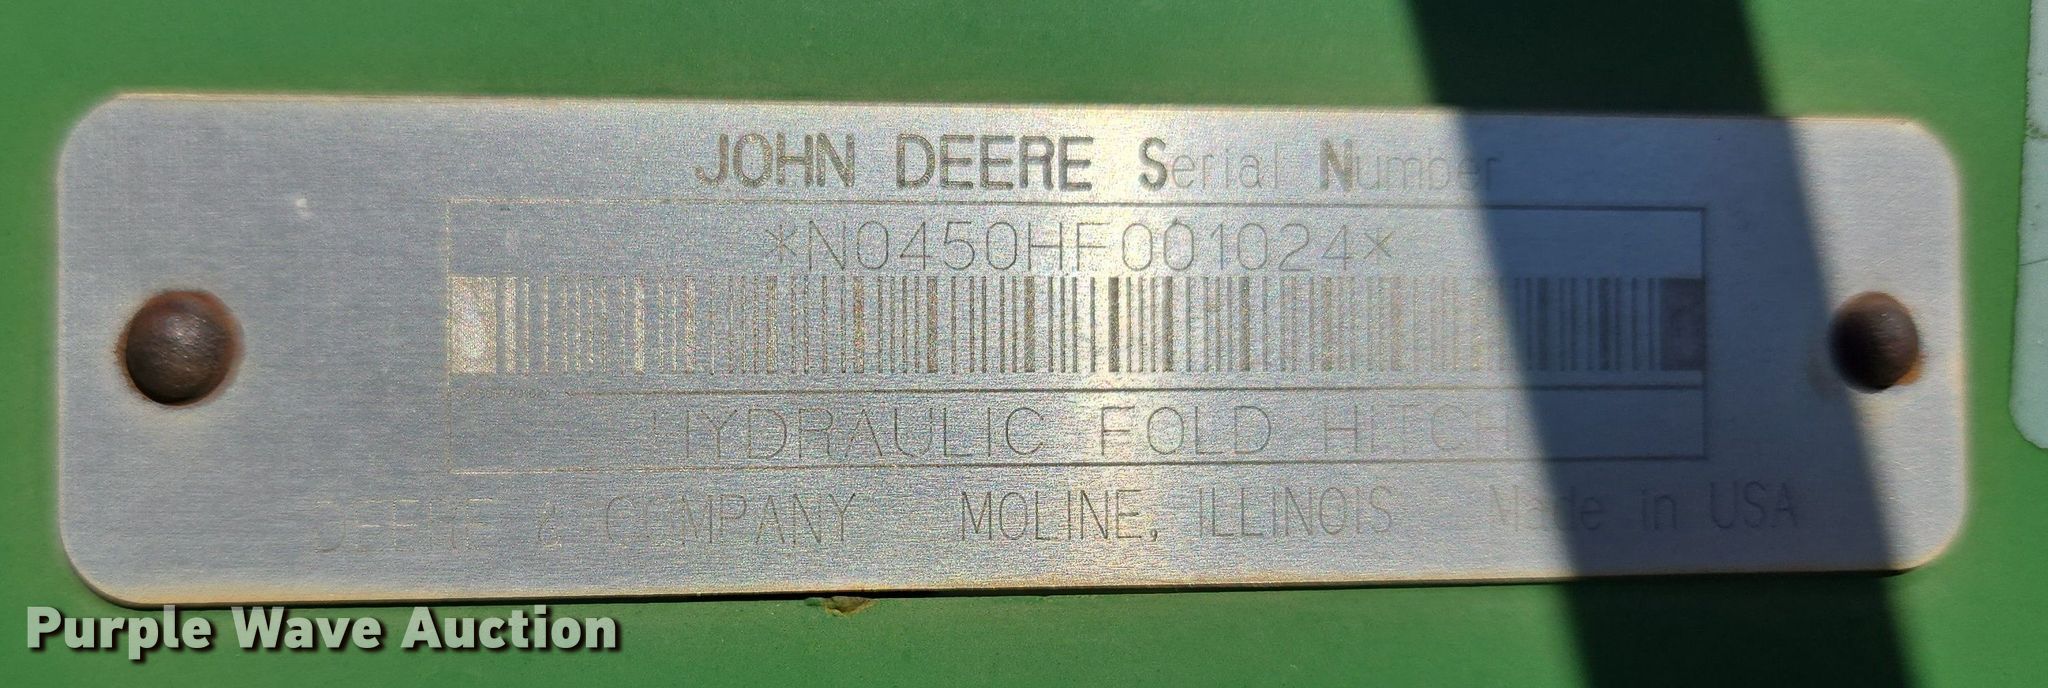 JOHN DEERE Serial Number
*N0450HF001024*
HYDRAULIC FOLD HITCH
DEERE & COMPANY MOLINE, ILLINOIS Made in USA
Purple Wave Auction